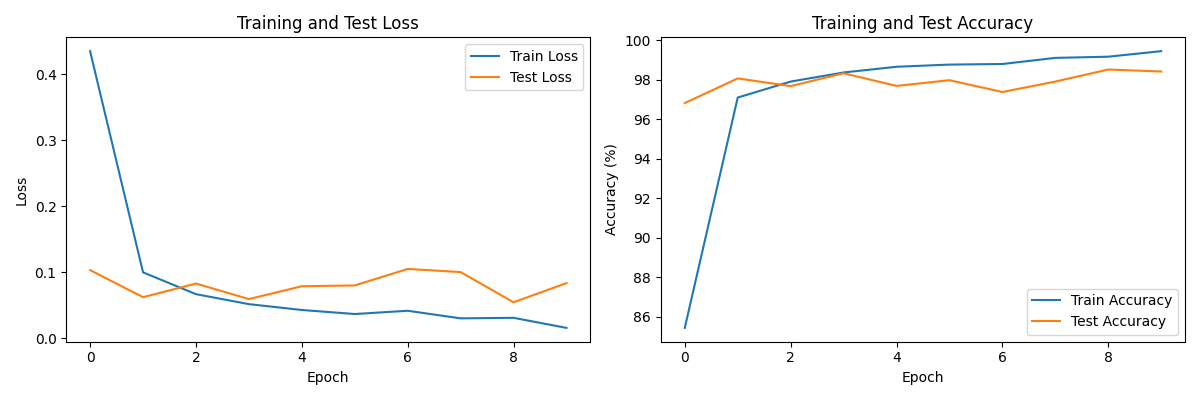 Training and Test Loss
Train Loss
Test Loss
0.4
0.3
0.2
0.1
0.0
0 2 4 6 8
Epoch
Loss
Training and Test Accuracy
100
98
96
94
92
90
88
86
Train Accuracy
Test Accuracy
0 2 4 6 8
Epoch
Accuracy (%)